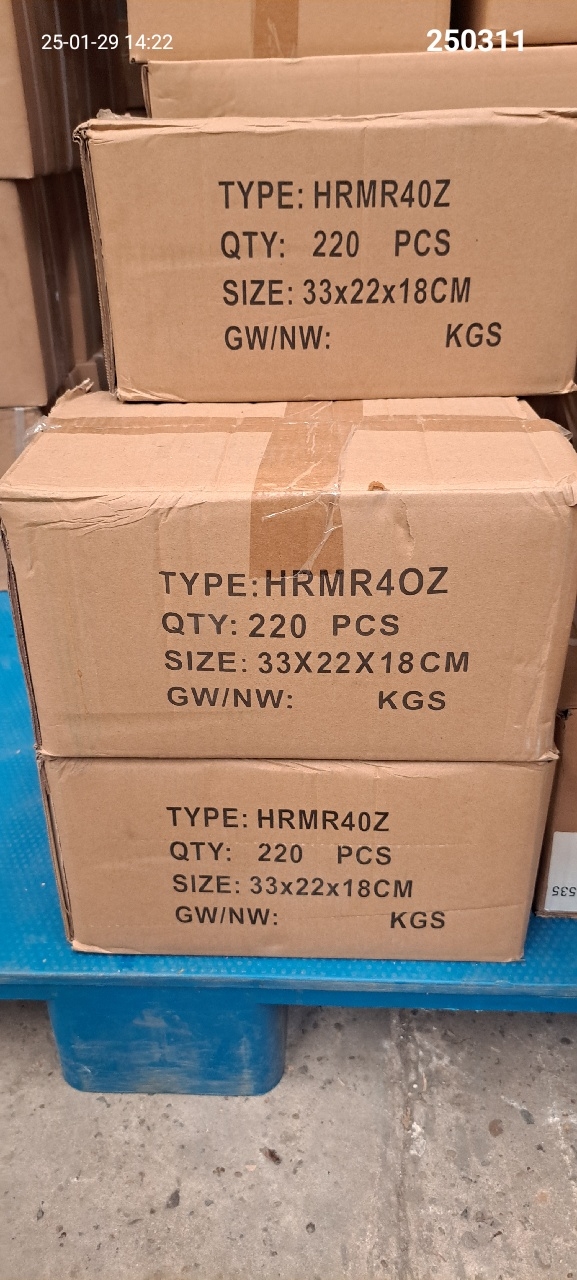 25-01-29 14:22
250311
TYPE: HRMR40Z
QTY: 220 PCS
SIZE: 33x22x18CM
GW/NW: KGS
TYPE:HRMR4OZ
QTY: 220 PCS
SIZE: 33X22X18CM
GW/NW: KGS
TYPE: HRMR40Z
QTY: 220 PCS
SIZE: 33x22x18CM
GW/NW: KGS
535